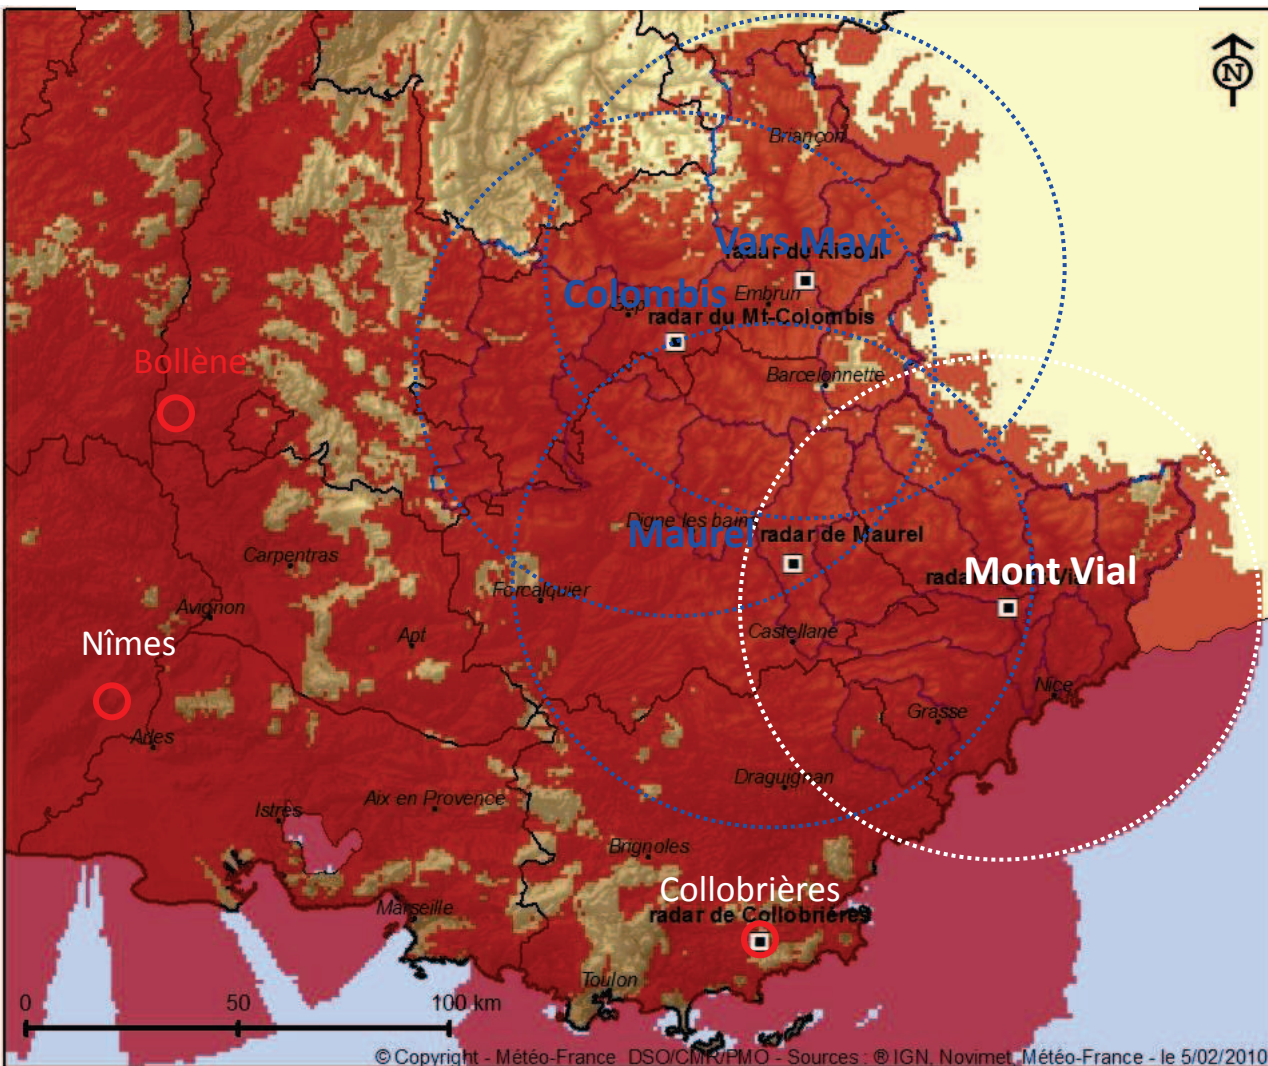 N
Briançon
Vars Mayt
radar de Risoul
Colombis
Embrun
Gap
radar du Mt-Colombis
Bollène
Barcelonnette
Digne les bain
Maurel
radar de Maurel
Carpentras
Mont Vial
Forcalquier
Avignon
Nîmes
Apt
Castellane
Nice
Grasse
Arles
Draguignan
Aix en Provence
Istres
Brignoles
Collobrières
Marseille
radar de Collobrières
Toulon
0 50 100 km
© Copyright - Météo-France DSO/CMR/PMO - Sources : ® IGN, Novimet, Météo-France - le 5/02/2010